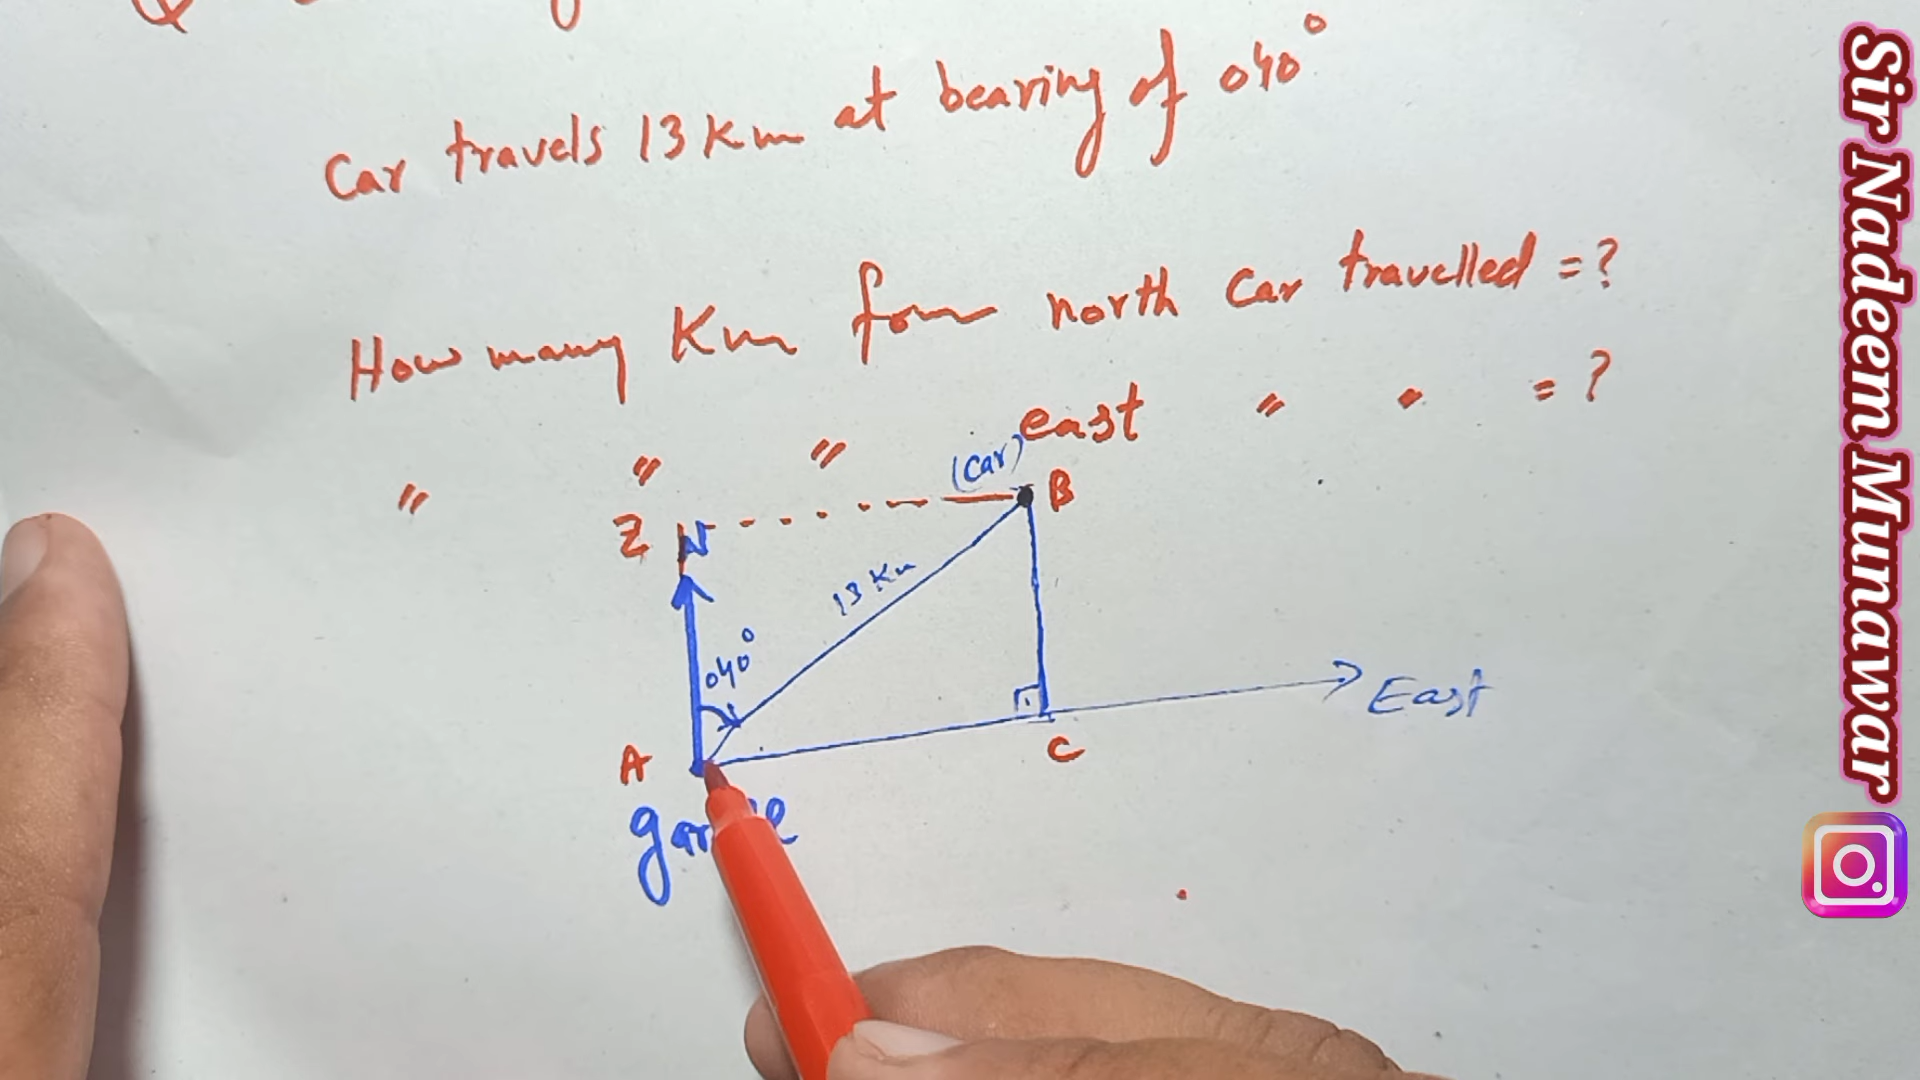 Car travels 13 Km at bearing of 040°
How many Km from north Car travelled = ?
" " " east " " = ?
(Car)
Z N B
13 Km
040°
East
A C
Sir Nadeem Munawar